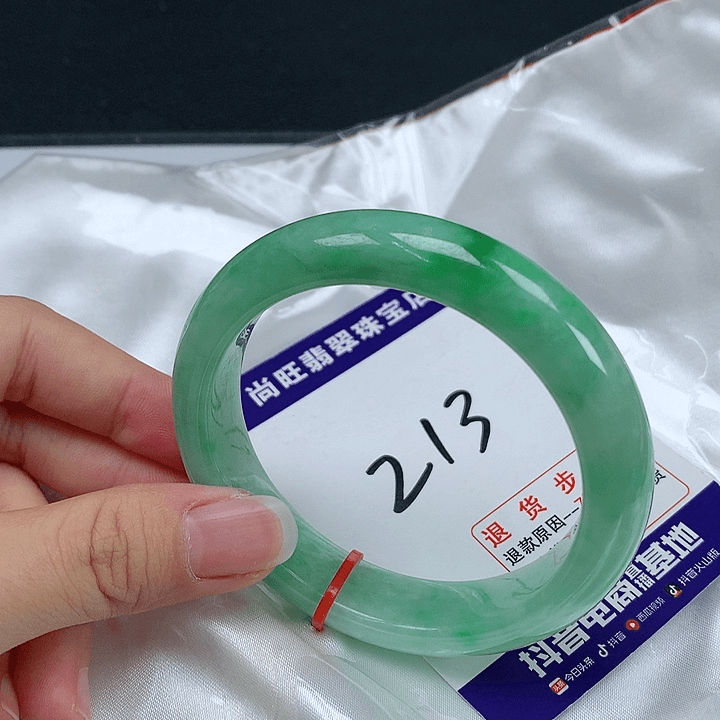 尚旺翡翠珠宝店
213
退货步
退款原因--7
货
抖音电商直播基地
今日头条 抖音 西瓜视频 抖音火山版